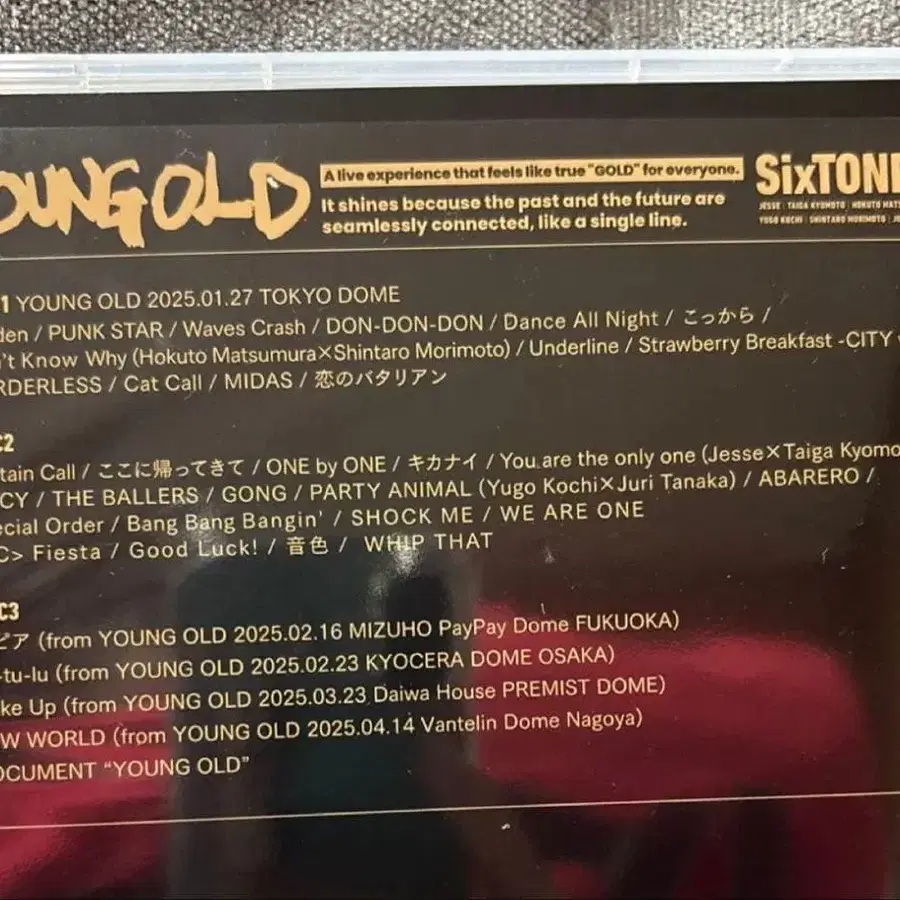 OUNG OLD
A live experience that feels like true "GOLD" for everyone.
It shines because the past and the future are
seamlessly connected, like a single line.
SixTON
JESSE | TAIGA KYOMOTO | HOKUTO MATS
YUGO KOCHI | SHINTARO MORIMOTO | J
1 YOUNG OLD 2025.01.27 TOKYO DOME
den / PUNK STAR / Waves Crash / DON-DON-DON / Dance All Night / こっから /
't Know Why (Hokuto Matsumura×Shintaro Morimoto) / Underline / Strawberry Breakfast -CITY
RDERLESS / Cat Call / MIDAS / 恋のバタリアン
C2
tain Call / ここに帰ってきて / ONE by ONE / キカナイ / You are the only one (Jesse×Taiga Kyomo
CY / THE BALLERS / GONG / PARTY ANIMAL (Yugo Kochi×Juri Tanaka) / ABARERO /
ecial Order / Bang Bang Bangin' / SHOCK ME / WE ARE ONE
C> Fiesta / Good Luck! / 音色 / WHIP THAT
C3
ピア (from YOUNG OLD 2025.02.16 MIZUHO PayPay Dome FUKUOKA)
-tu-lu (from YOUNG OLD 2025.02.23 KYOCERA DOME OSAKA)
ke Up (from YOUNG OLD 2025.03.23 Daiwa House PREMIST DOME)
W WORLD (from YOUNG OLD 2025.04.14 Vantelin Dome Nagoya)
OCUMENT “YOUNG OLD”